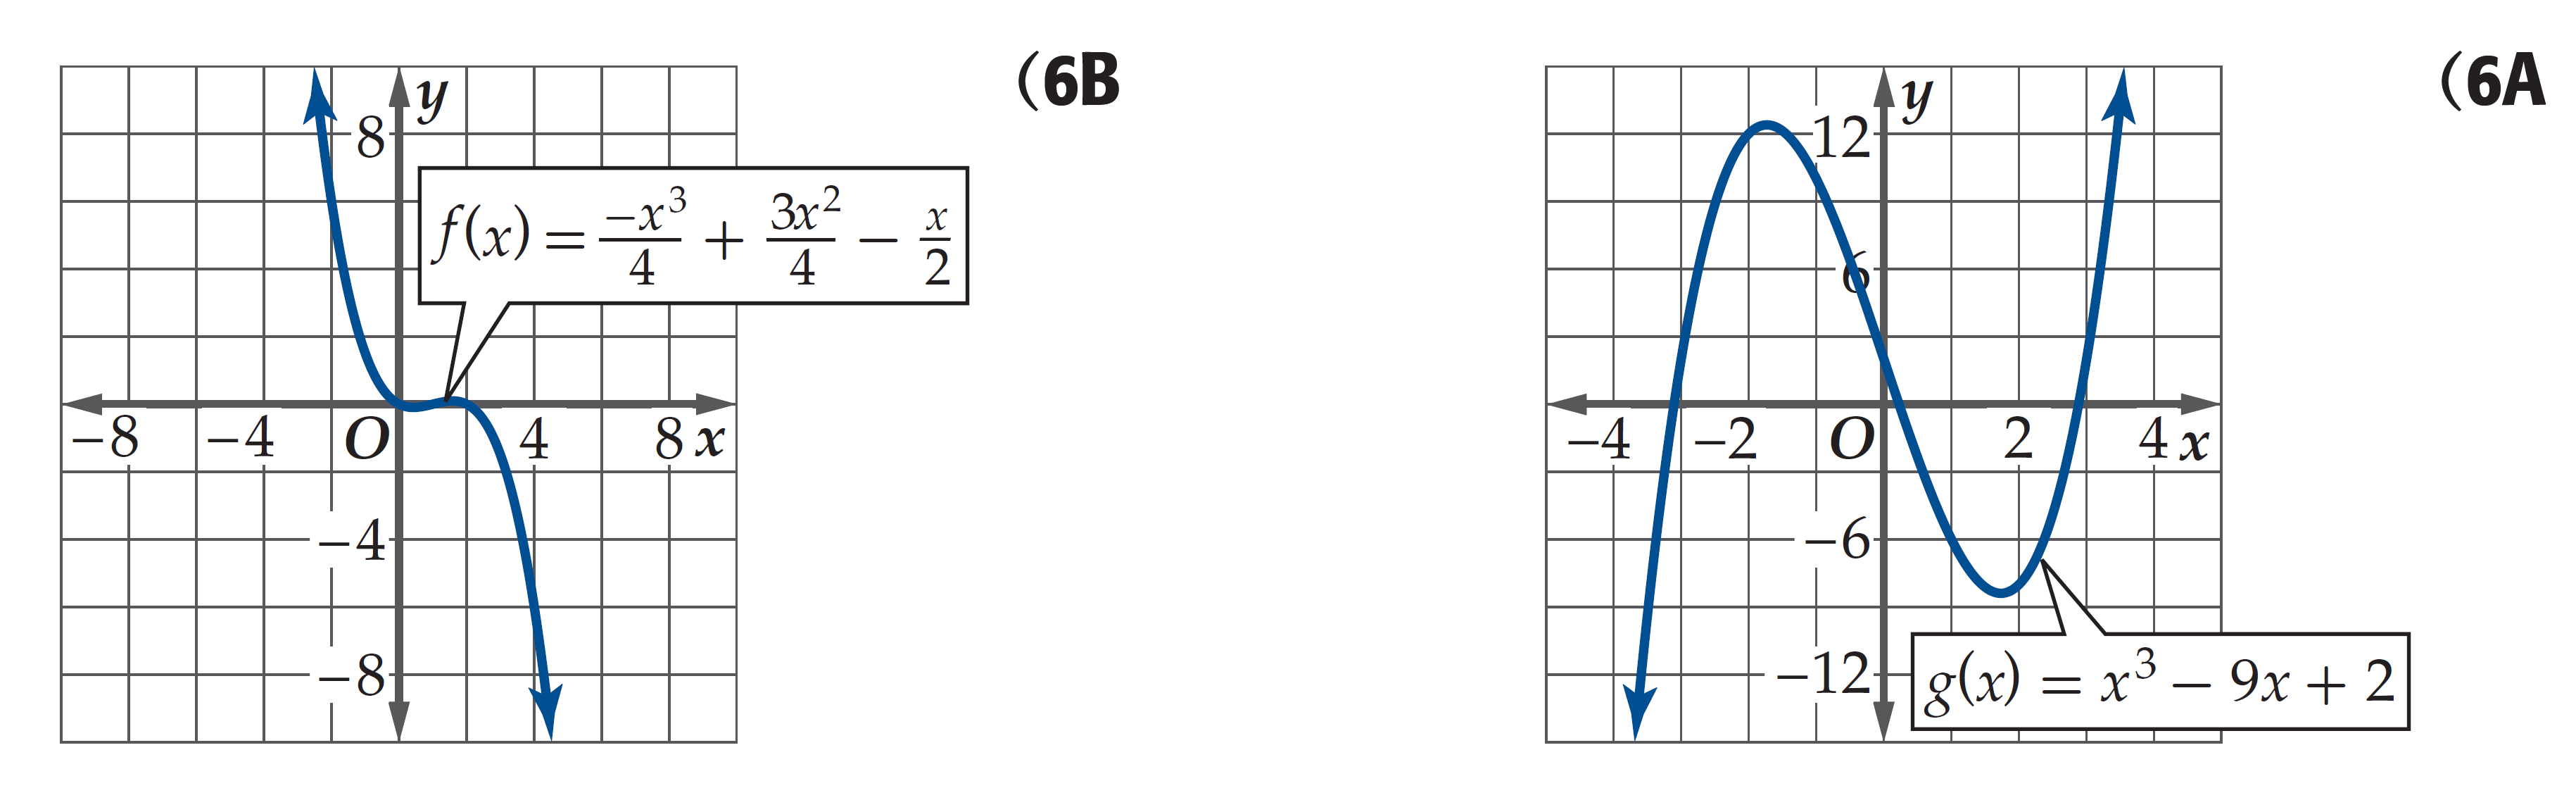 (6A
y
12
6
−4 −2 O 2 4 x
−6
−12
g(x) = x³ − 9x + 2
(6B
y
8
f(x) = −x³/4 + 3x²/4 − x/2
−8 −4 O 4 8 x
−4
−8